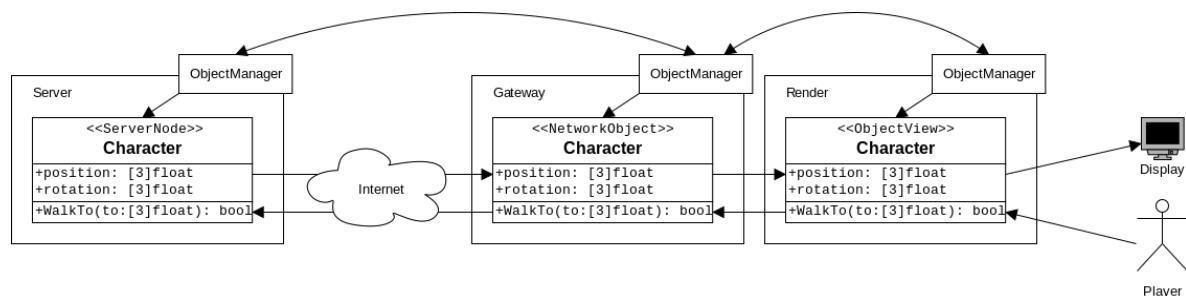 ObjectManager
Server
<<ServerNode>>
Character
+position: [3]float
+rotation: [3]float
+WalkTo(to:[3]float): bool
Internet
ObjectManager
Gateway
<<NetworkObject>>
Character
+position: [3]float
+rotation: [3]float
+WalkTo(to:[3]float): bool
ObjectManager
Render
<<ObjectView>>
Character
+position: [3]float
+rotation: [3]float
+WalkTo(to:[3]float): bool
Display
Player